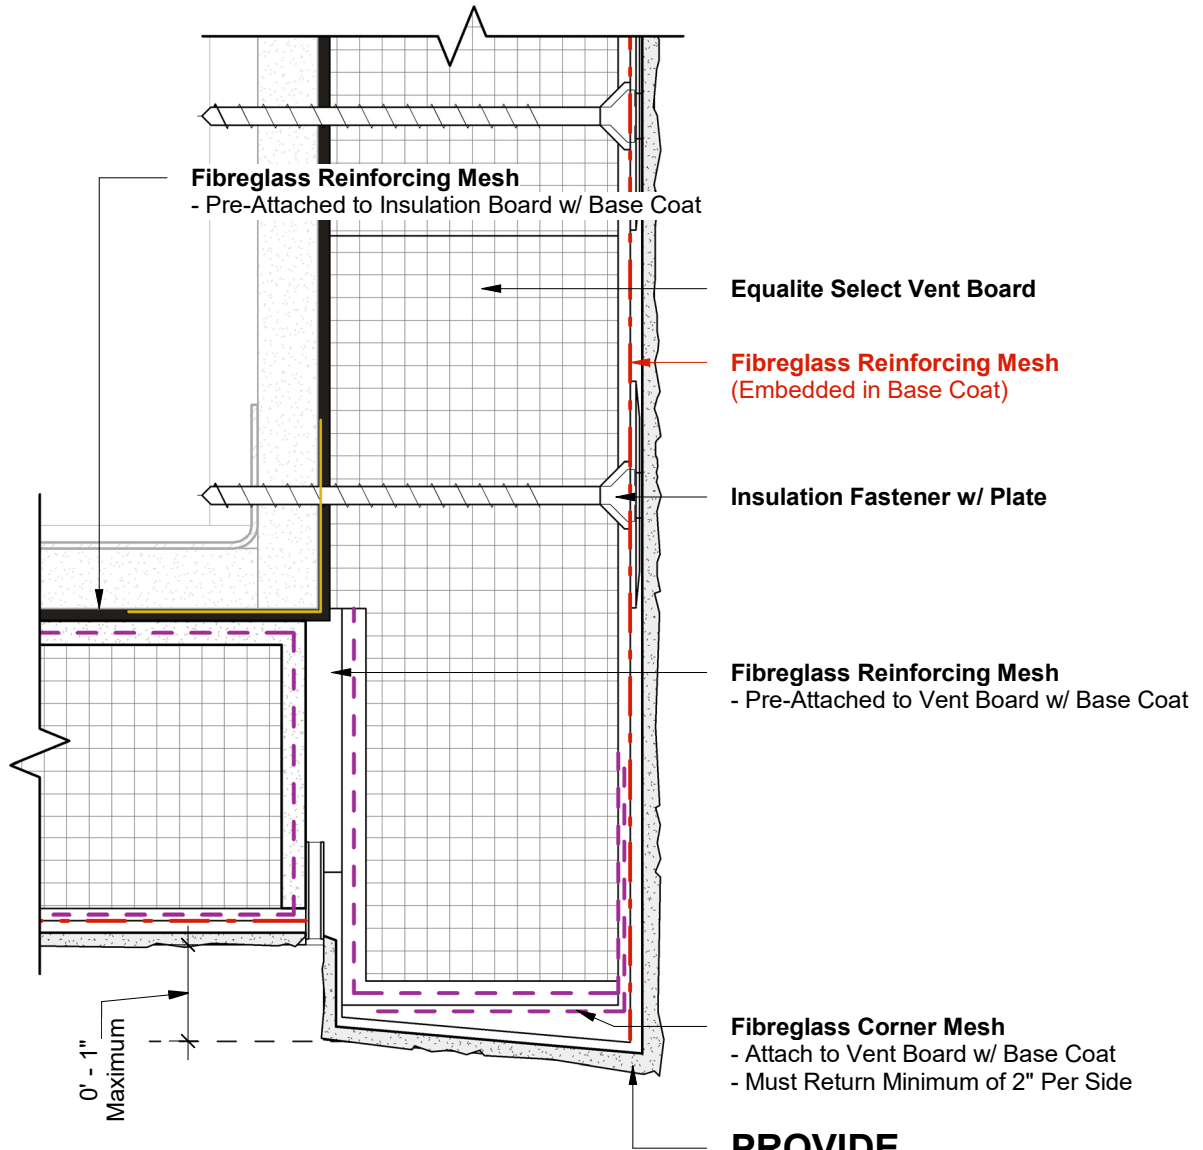 Fibreglass Reinforcing Mesh
- Pre-Attached to Insulation Board w/ Base Coat
Equalite Select Vent Board
Fibreglass Reinforcing Mesh
(Embedded in Base Coat)
Insulation Fastener w/ Plate
Fibreglass Reinforcing Mesh
- Pre-Attached to Vent Board w/ Base Coat
0' - 1"
Maximum
Fibreglass Corner Mesh
- Attach to Vent Board w/ Base Coat
- Must Return Minimum of 2" Per Side
PROVIDE